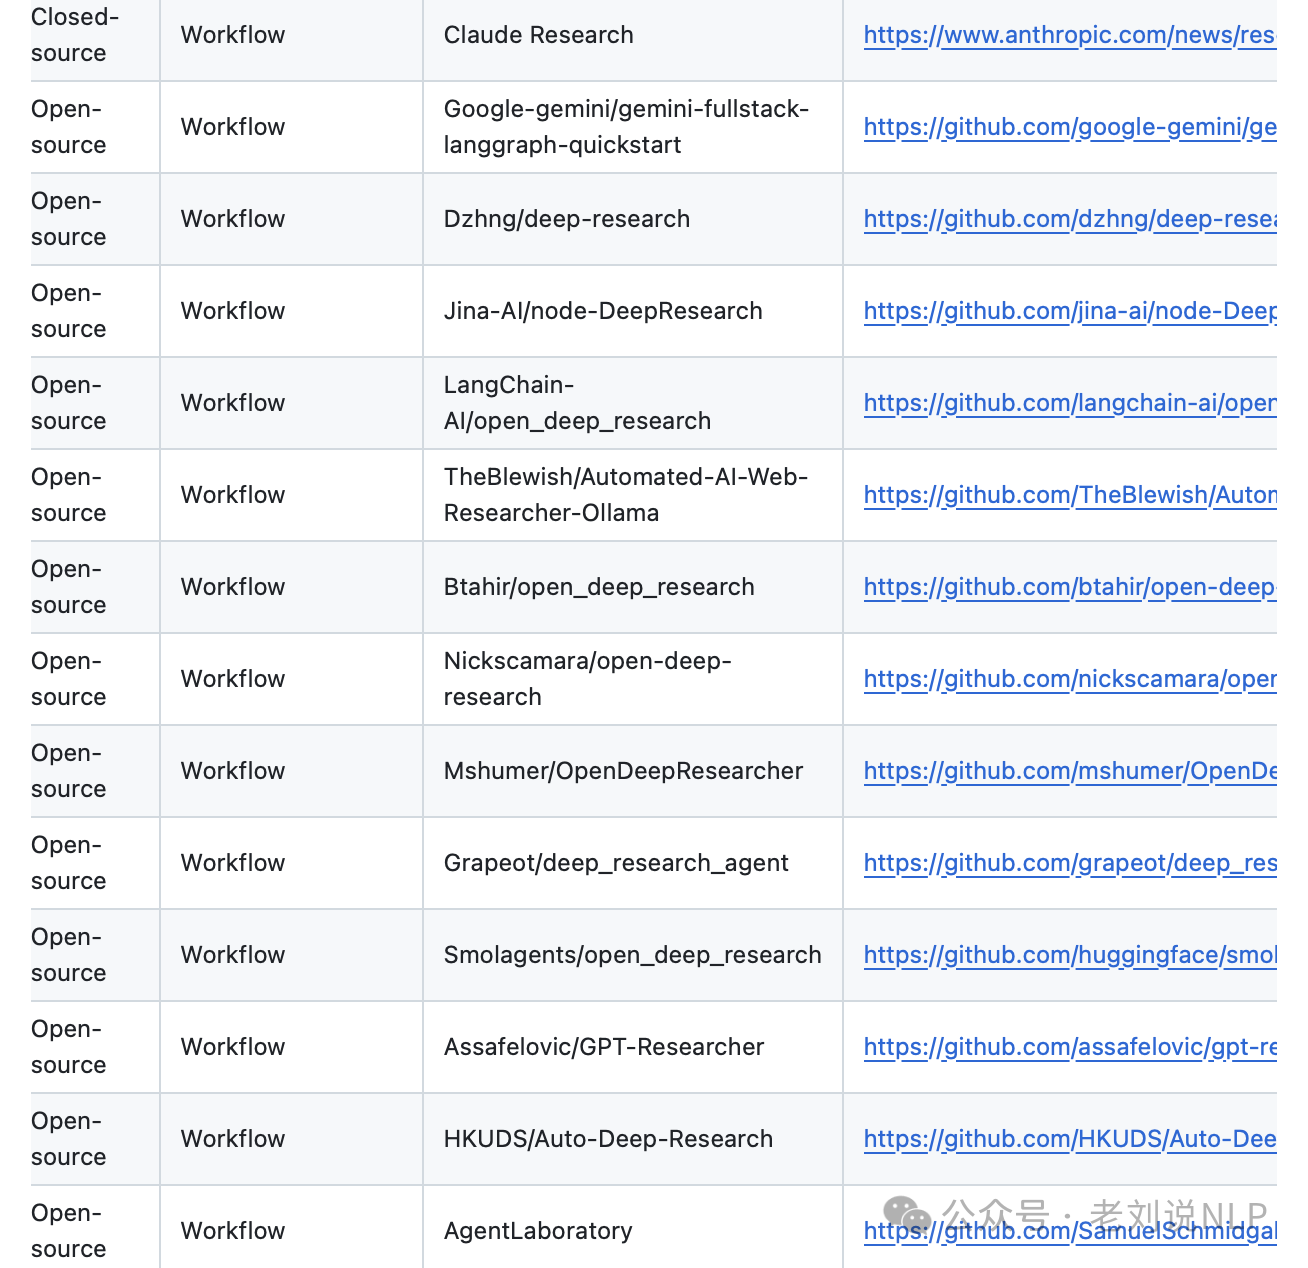 Closed-
source
Workflow
Claude Research
https://www.anthropic.com/news/res
Open-
source
Workflow
Google-gemini/gemini-fullstack-
langgraph-quickstart
https://github.com/google-gemini/ge
Open-
source
Workflow
Dzhng/deep-research
https://github.com/dzhng/deep-resea
Open-
source
Workflow
Jina-AI/node-DeepResearch
https://github.com/jina-ai/node-Deep
Open-
source
Workflow
LangChain-
AI/open_deep_research
https://github.com/langchain-ai/open
Open-
source
Workflow
TheBlewish/Automated-AI-Web-
Researcher-Ollama
https://github.com/TheBlewish/Autom
Open-
source
Workflow
Btahir/open_deep_research
https://github.com/btahir/open-deep-
Open-
source
Workflow
Nickscamara/open-deep-
research
https://github.com/nickscamara/open
Open-
source
Workflow
Mshumer/OpenDeepResearcher
https://github.com/mshumer/OpenDe
Open-
source
Workflow
Grapeot/deep_research_agent
https://github.com/grapeot/deep_res
Open-
source
Workflow
Smolagents/open_deep_research
https://github.com/huggingface/smol
Open-
source
Workflow
Assafelovic/GPT-Researcher
https://github.com/assafelovic/gpt-re
Open-
source
Workflow
HKUDS/Auto-Deep-Research
https://github.com/HKUDS/Auto-Dee
Open-
source
Workflow
AgentLaboratory
https://github.com/SamuelSchmidgal
公众号 · 老刘说NLP